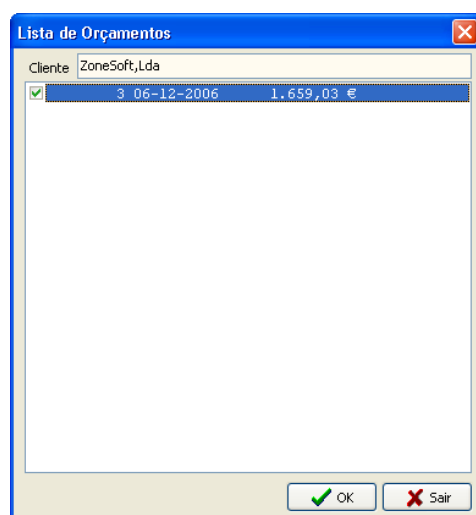 Lista de Orçamentos
Cliente ZoneSoft,Lda
3 06-12-2006 1.659,03 €
OK Sair